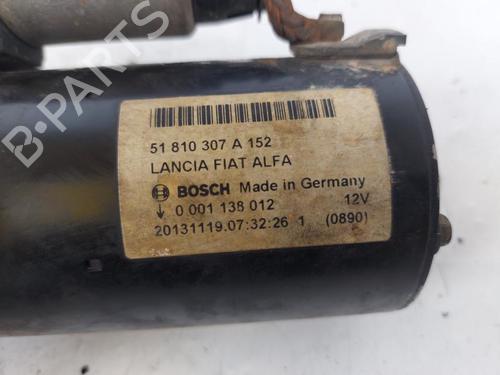 B-PARTS
51 810 307 A 152
LANCIA FIAT ALFA
BOSCH Made in Germany
0 001 138 012 12V
20131119.07:32:26 1 (0890)